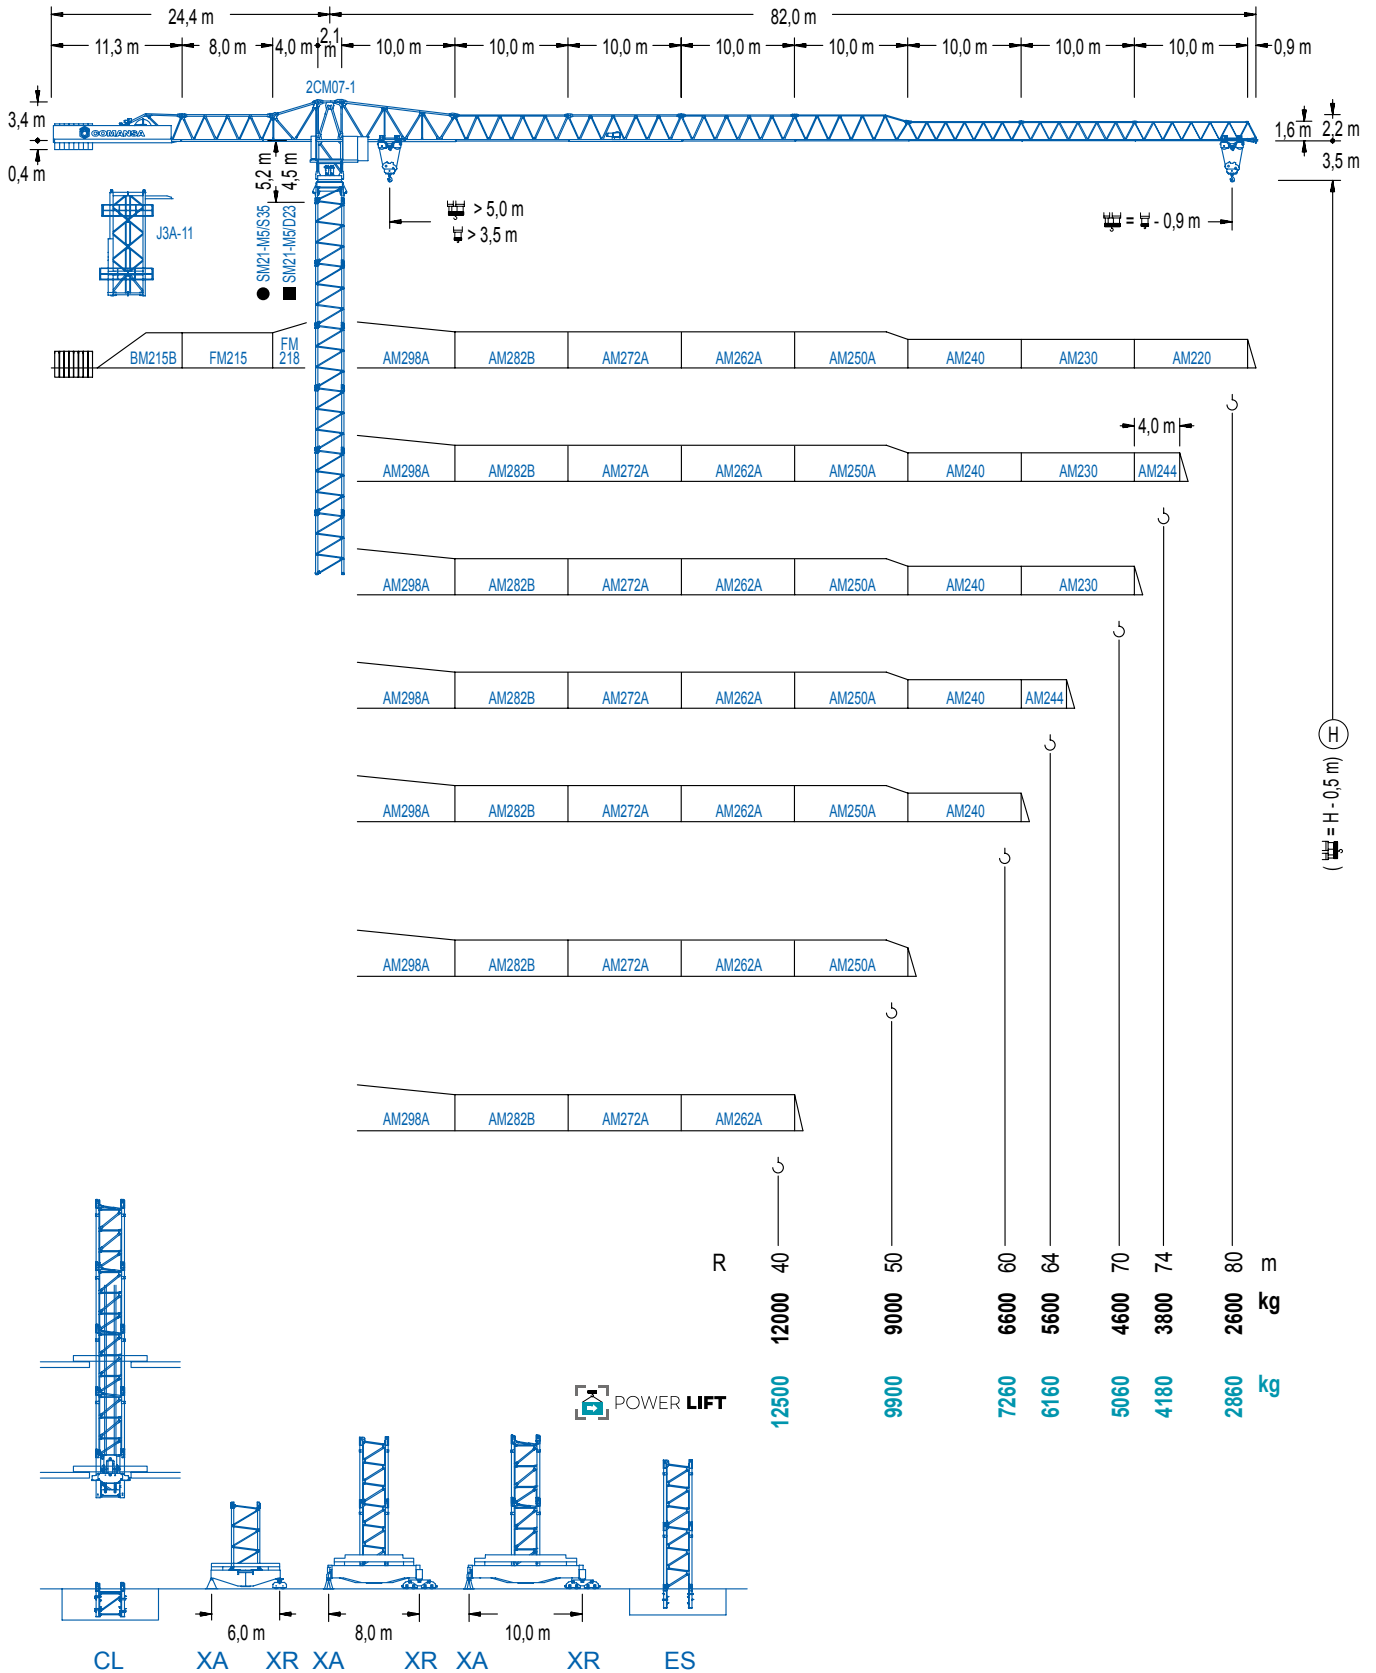 24,4 m 82,0 m
11,3 m 8,0 m 4,0 m 2,1 m 10,0 m 10,0 m 10,0 m 10,0 m 10,0 m 10,0 m 10,0 m 10,0 m 0,9 m
2CM07-1
3,4 m
COMANSA
1,6 m 2,2 m
0,4 m
5,2 m
4,5 m
3,5 m
> 5,0 m
> 3,5 m
= - 0,9 m
J3A-11
SM21-M5/S35
SM21-M5/D23
BM215B FM215 FM 218 AM298A AM282B AM272A AM262A AM250A AM240 AM230 AM220
4,0 m
AM298A AM282B AM272A AM262A AM250A AM240 AM230 AM244
AM298A AM282B AM272A AM262A AM250A AM240 AM230
AM298A AM282B AM272A AM262A AM250A AM240 AM244
H
( = H - 0,5 m)
AM298A AM282B AM272A AM262A AM250A AM240
AM298A AM282B AM272A AM262A AM250A
AM298A AM282B AM272A AM262A
R 40 50 60 64 70 74 80 m
12000 9000 6600 5600 4600 3800 2600 kg
POWER LIFT 12500 9900 7260 6160 5060 4180 2860 kg
6,0 m 8,0 m 10,0 m
CL XA XR XA XR XA XR ES